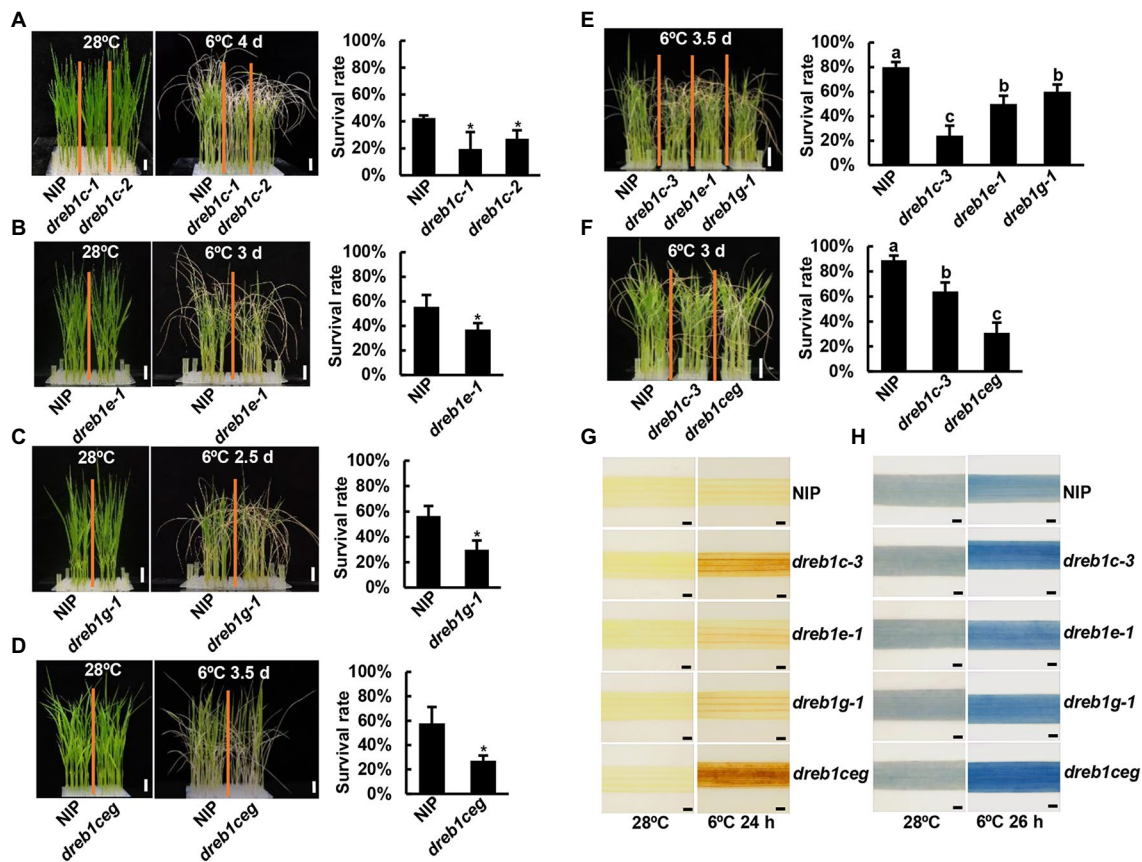 A
28ºC
6ºC 4 d
NIP
dreb1c-1
dreb1c-2
NIP
dreb1c-1
dreb1c-2
Survival rate
100%
80%
60%
40%
20%
0%
*
*
NIP
dreb1c-1
dreb1c-2
B
28ºC
6ºC 3 d
NIP
dreb1e-1
NIP
dreb1e-1
Survival rate
100%
80%
60%
40%
20%
0%
*
NIP
dreb1e-1
C
28ºC
6ºC 2.5 d
NIP
dreb1g-1
NIP
dreb1g-1
Survival rate
100%
80%
60%
40%
20%
0%
*
NIP
dreb1g-1
D
28ºC
6ºC 3.5 d
NIP
dreb1ceg
NIP
dreb1ceg
Survival rate
100%
80%
60%
40%
20%
0%
*
NIP
dreb1ceg
E
6ºC 3.5 d
NIP
dreb1c-3
dreb1e-1
dreb1g-1
Survival rate
100%
80%
60%
40%
20%
0%
a
c
b
b
NIP
dreb1c-3
dreb1e-1
dreb1g-1
F
6ºC 3 d
NIP
dreb1c-3
dreb1ceg
Survival rate
100%
80%
60%
40%
20%
0%
a
b
c
NIP
dreb1c-3
dreb1ceg
G
NIP
dreb1c-3
dreb1e-1
dreb1g-1
dreb1ceg
28ºC
6ºC 24 h
H
NIP
dreb1c-3
dreb1e-1
dreb1g-1
dreb1ceg
28ºC
6ºC 26 h